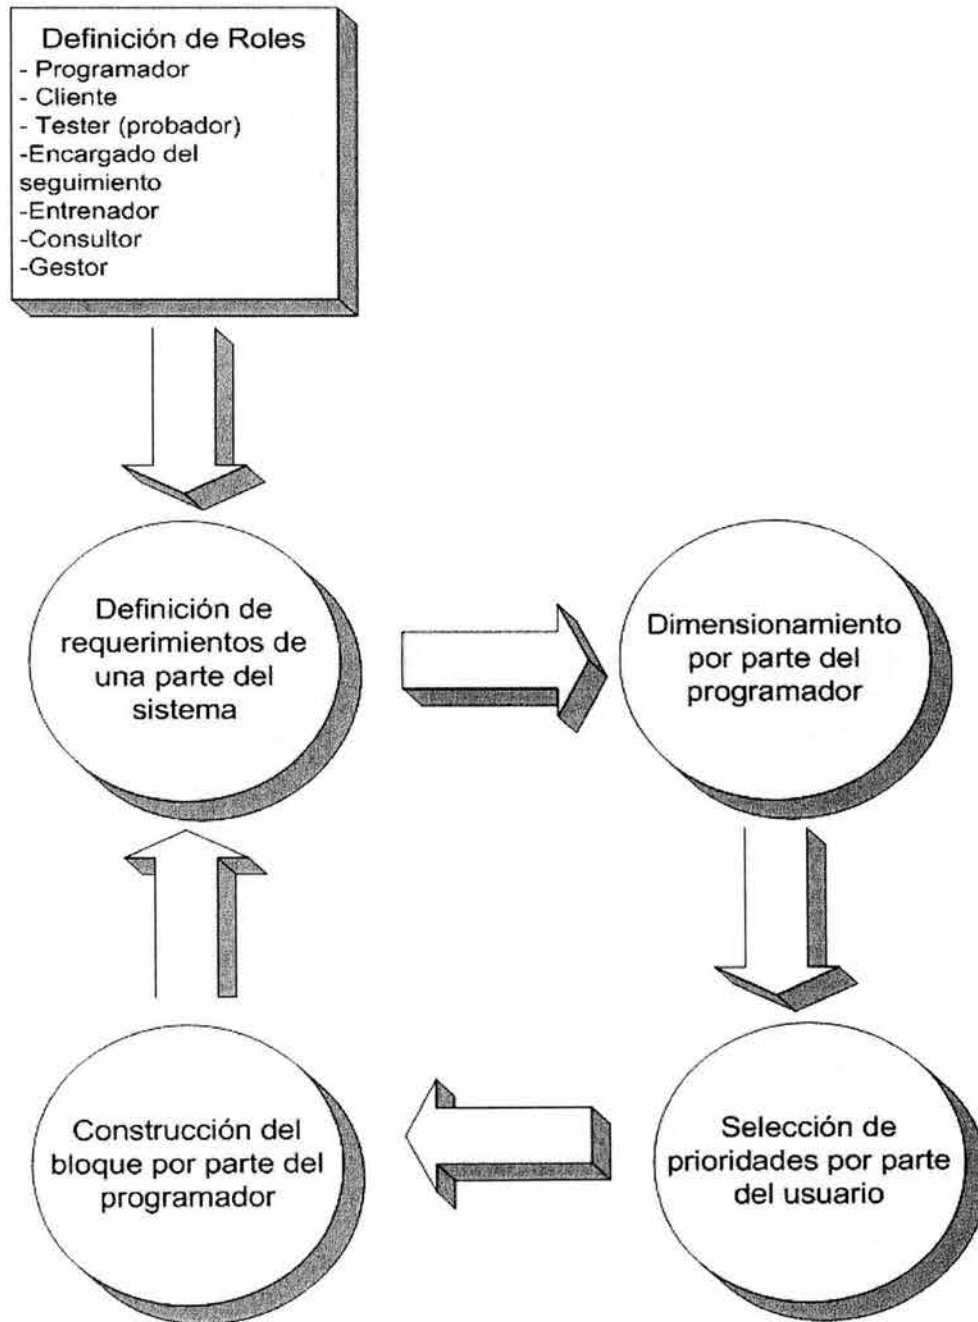 Definición de Roles
- Programador
- Cliente
- Tester (probador)
-Encargado del
seguimiento
-Entrenador
-Consultor
-Gestor
Definición de
requerimientos de
una parte del
sistema
Dimensionamiento
por parte del
programador
Selección de
prioridades por parte
del usuario
Construcción del
bloque por parte del
programador